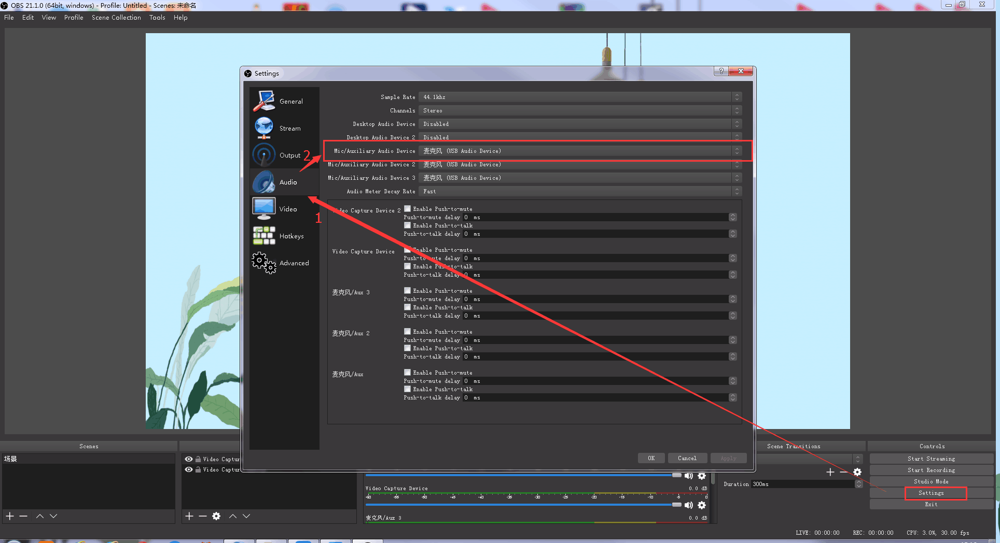 OBS 21.1.0 (64bit, windows) - Profile: Untitled - Scenes: 未命名
File Edit View Profile Scene Collection Tools Help
Settings
General
Stream
Output
Audio
Video
Hotkeys
Advanced
2
1
Sample Rate 44.1khz
Channels Stereo
Desktop Audio Device Disabled
Desktop Audio Device 2 Disabled
Mic/Auxiliary Audio Device 麦克风 (USB Audio Device)
Mic/Auxiliary Audio Device 2 麦克风 (USB Audio Device)
Mic/Auxiliary Audio Device 3 麦克风 (USB Audio Device)
Audio Meter Decay Rate Fast
Video Capture Device 2 Enable Push-to-mute
Push-to-mute delay 0 ms
Enable Push-to-talk
Push-to-talk delay 0 ms
Video Capture Device Enable Push-to-mute
Push-to-mute delay 0 ms
Enable Push-to-talk
Push-to-talk delay 0 ms
麦克风/Aux 3 Enable Push-to-mute
Push-to-mute delay 0 ms
Enable Push-to-talk
Push-to-talk delay 0 ms
麦克风/Aux 2 Enable Push-to-mute
Push-to-mute delay 0 ms
Enable Push-to-talk
Push-to-talk delay 0 ms
麦克风/Aux Enable Push-to-mute
Push-to-mute delay 0 ms
Enable Push-to-talk
Push-to-talk delay 0 ms
OK Cancel Apply
Scenes
场景
Video Captur
Video Captur
Video Capture Device 0.0 dB
-60 -55 -50 -45 -40 -35 -30 -25 -20 -15 -10 -5 0
麦克风/Aux 3 0.0 dB
Scene Transitions
Duration 300ms
Controls
Start Streaming
Start Recording
Studio Mode
Settings
Exit
LIVE: 00:00:00 REC: 00:00:00 CPU: 3.0%, 30.00 fps